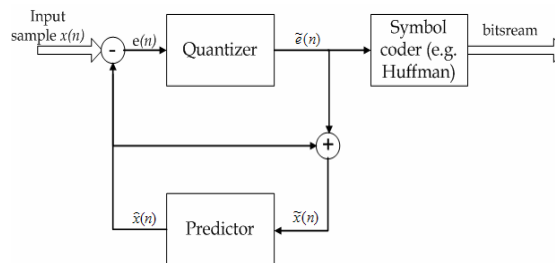 Input
sample x(n)
-
e(n)
Quantizer
ẽ(n)
Symbol
coder (e.g.
Huffman)
bitsream
+
x̂(n)
Predictor
x̃(n)